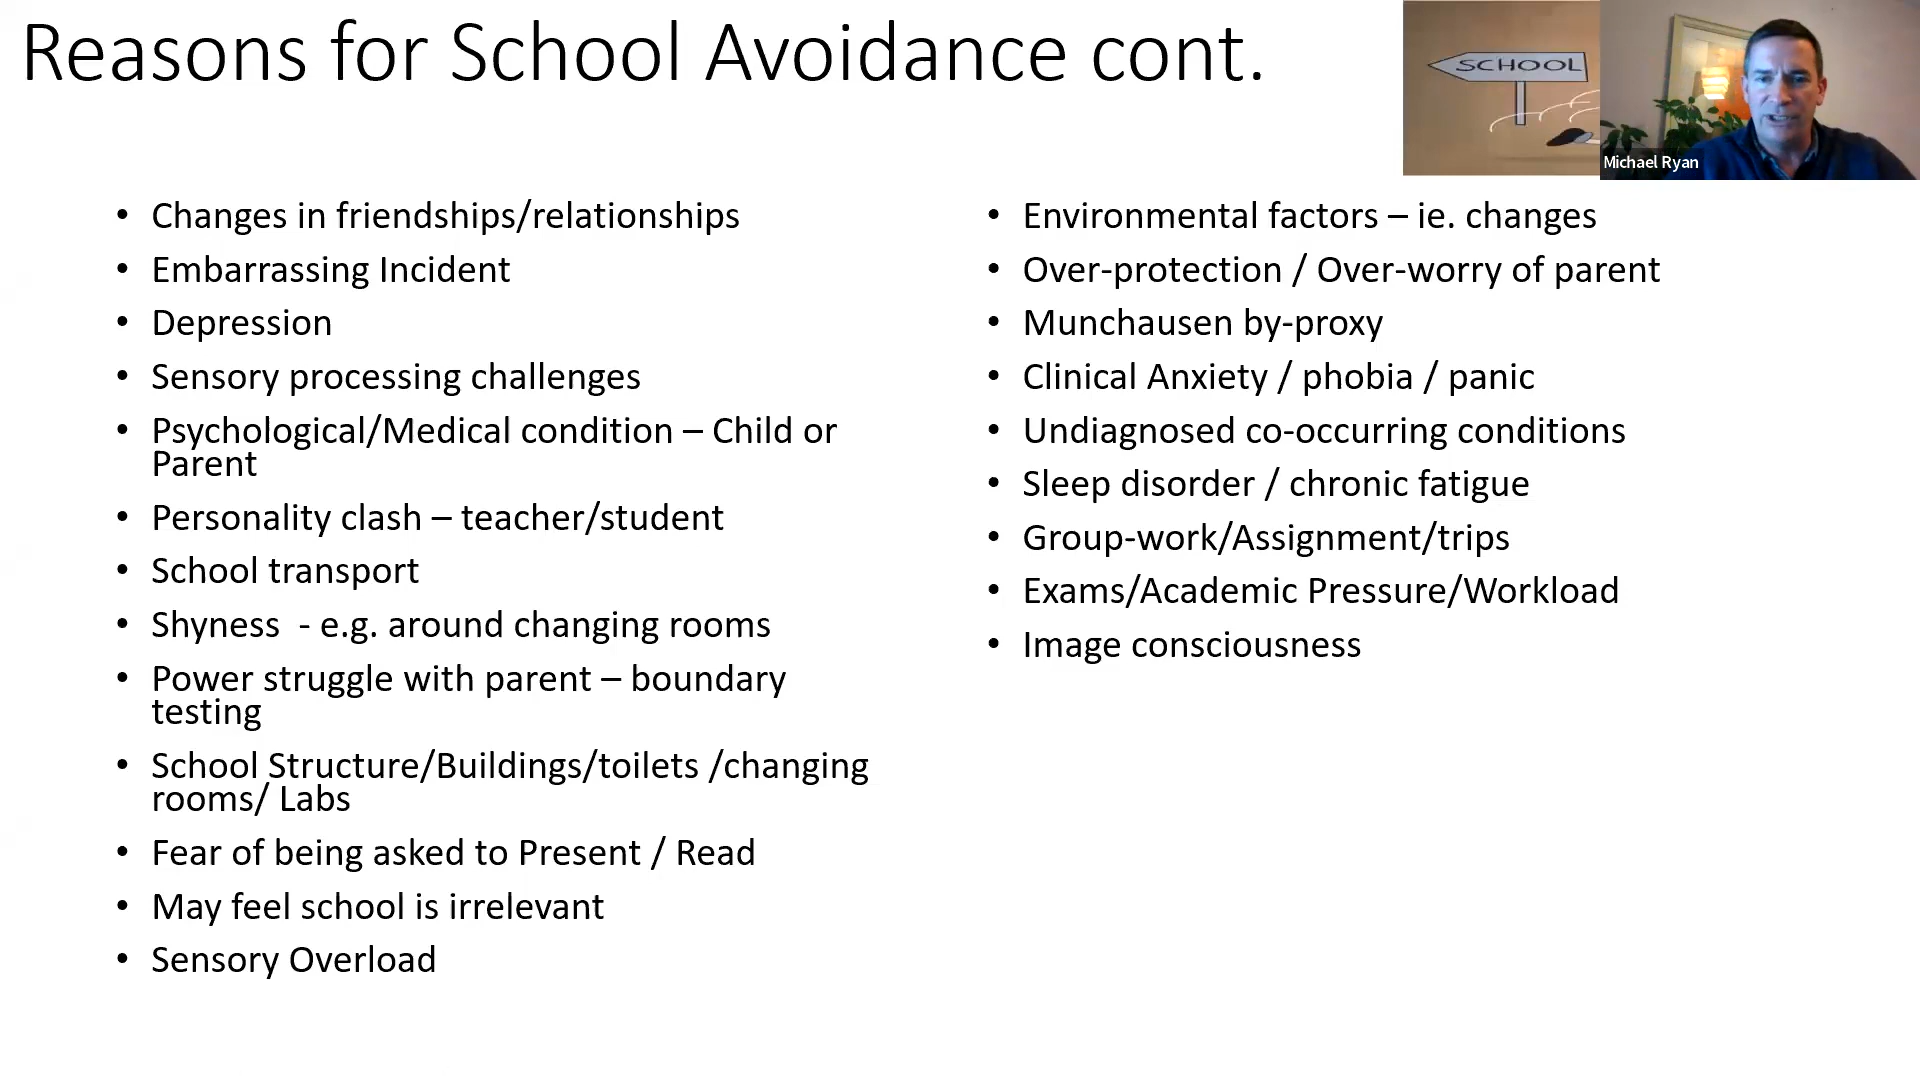 Reasons for School Avoidance cont.
SCHOOL
Michael Ryan
• Changes in friendships/relationships
• Embarrassing Incident
• Depression
• Sensory processing challenges
• Psychological/Medical condition – Child or
Parent
• Personality clash – teacher/student
• School transport
• Shyness  - e.g. around changing rooms
• Power struggle with parent – boundary
testing
• School Structure/Buildings/toilets /changing
rooms/ Labs
• Fear of being asked to Present / Read
• May feel school is irrelevant
• Sensory Overload
• Environmental factors – ie. changes
• Over-protection / Over-worry of parent
• Munchausen by-proxy
• Clinical Anxiety / phobia / panic
• Undiagnosed co-occurring conditions
• Sleep disorder / chronic fatigue
• Group-work/Assignment/trips
• Exams/Academic Pressure/Workload
• Image consciousness